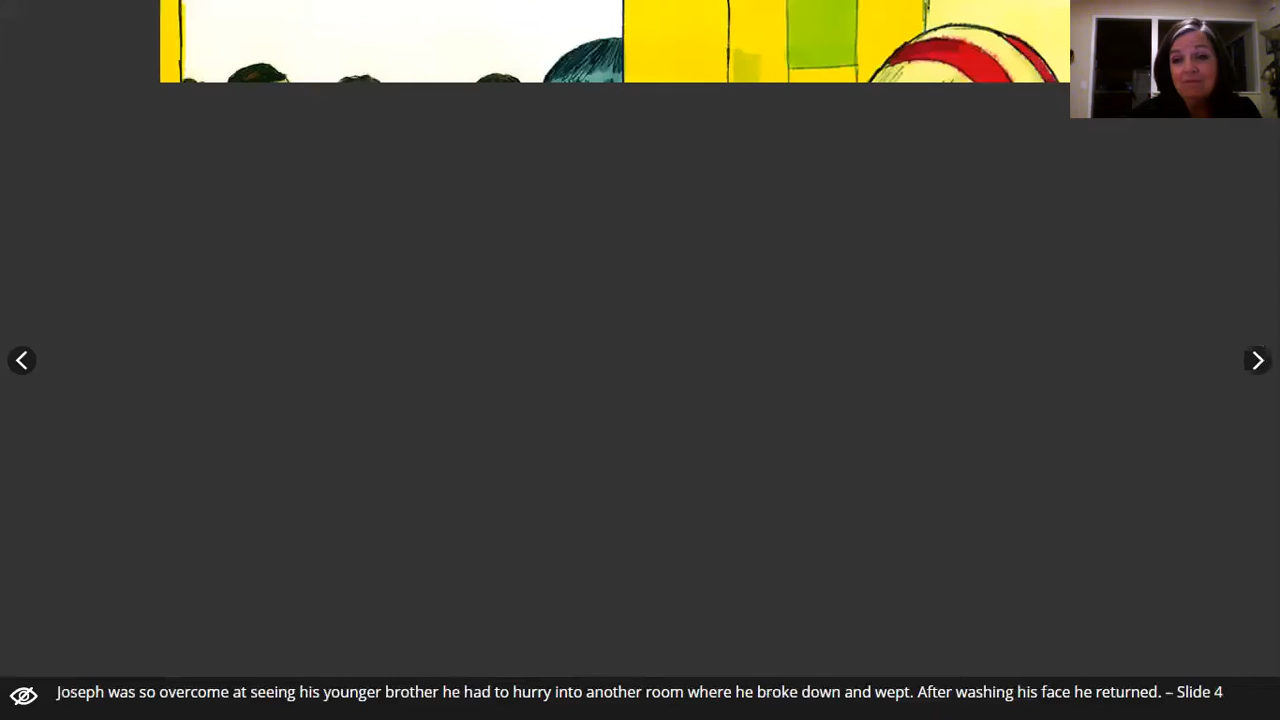 Joseph was so overcome at seeing his younger brother he had to hurry into another room where he broke down and wept. After washing his face he returned. – Slide 4